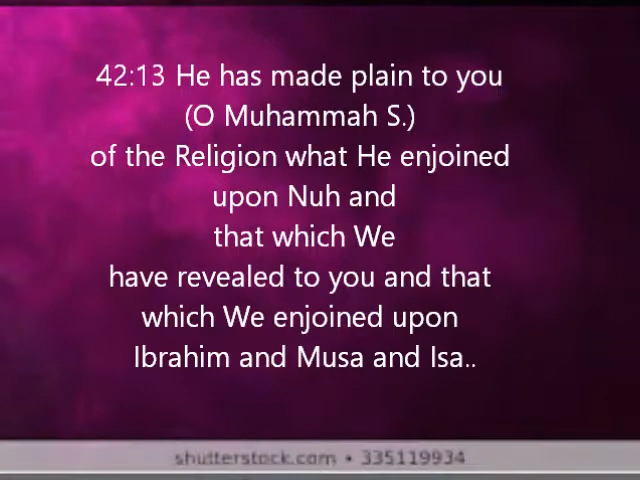 42:13 He has made plain to you
(O Muhammah S.)
of the Religion what He enjoined
upon Nuh and
that which We
have revealed to you and that
which We enjoined upon
Ibrahim and Musa and Isa..
shutterstock.com • 335119934